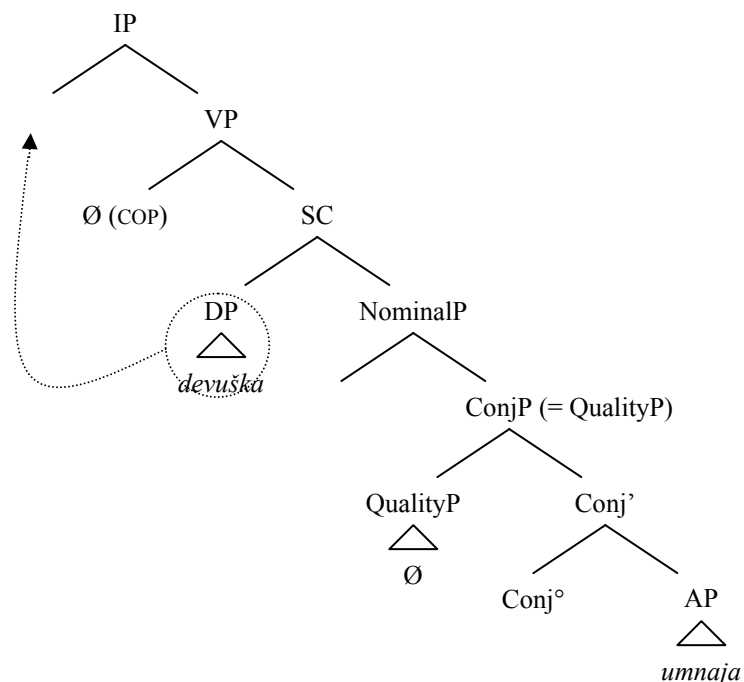 IP
VP
Ø (COP)
SC
DP
NominalP
devuška
ConjP (= QualityP)
QualityP
Conj’
Ø
Conj°
AP
umnaja